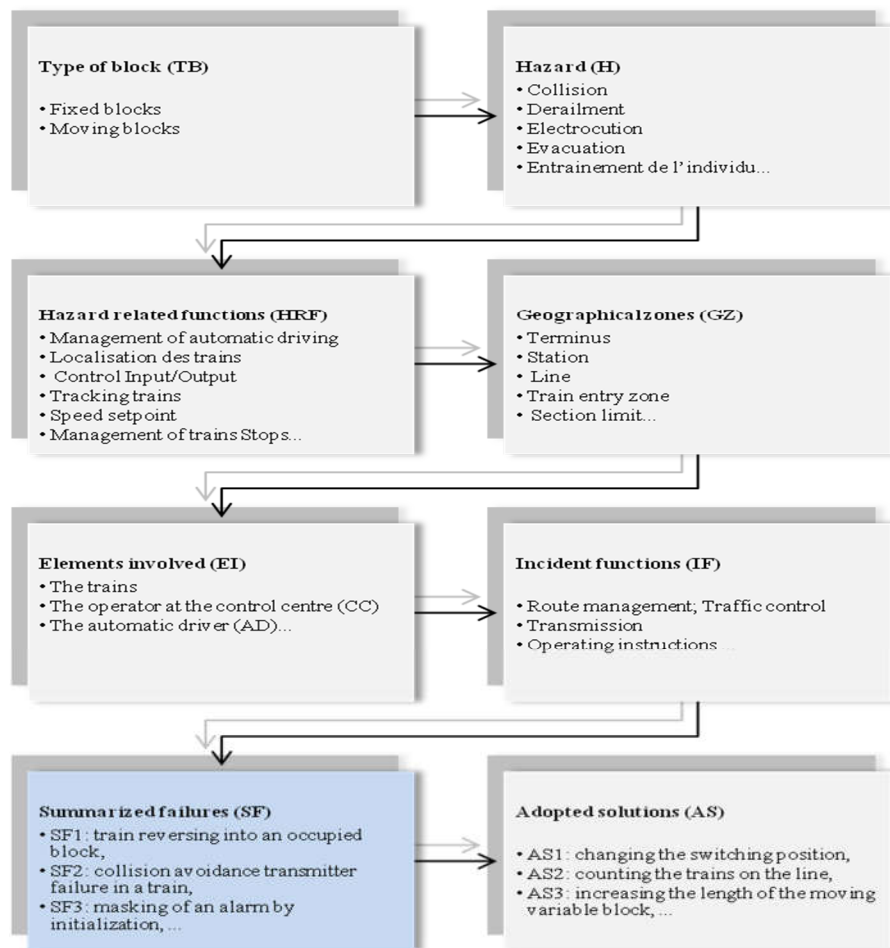 Type of block (TB)
• Fixed blocks
• Moving blocks
Hazard (H)
• Collision
• Derailment
• Electrocution
• Evacuation
• Entrainement de l’individu...
Hazard related functions (HRF)
• Management of automatic driving
• Localisation des trains
• Control Input/Output
• Tracking trains
• Speed setpoint
• Management of trains Stops...
Geographicalzones (GZ)
• Terminus
• Station
• Line
• Train entry zone
• Section limit...
Elements involved (EI)
• The trains
• The operator at the control centre (CC)
• The automatic driver (AD)...
Incident functions (IF)
• Route management; Traffic control
• Transmission
• Operating instructions ...
Summarized failures (SF)
• SF1: train reversing into an occupied
block,
• SF2: collision avoidance transmitter
failure in a train,
• SF3: masking of an alarm by
initialization, ...
Adopted solutions (AS)
• AS1: changing the switching position,
• AS2: counting the trains on the line,
• AS3: increasing the length of the moving
variable block, ...